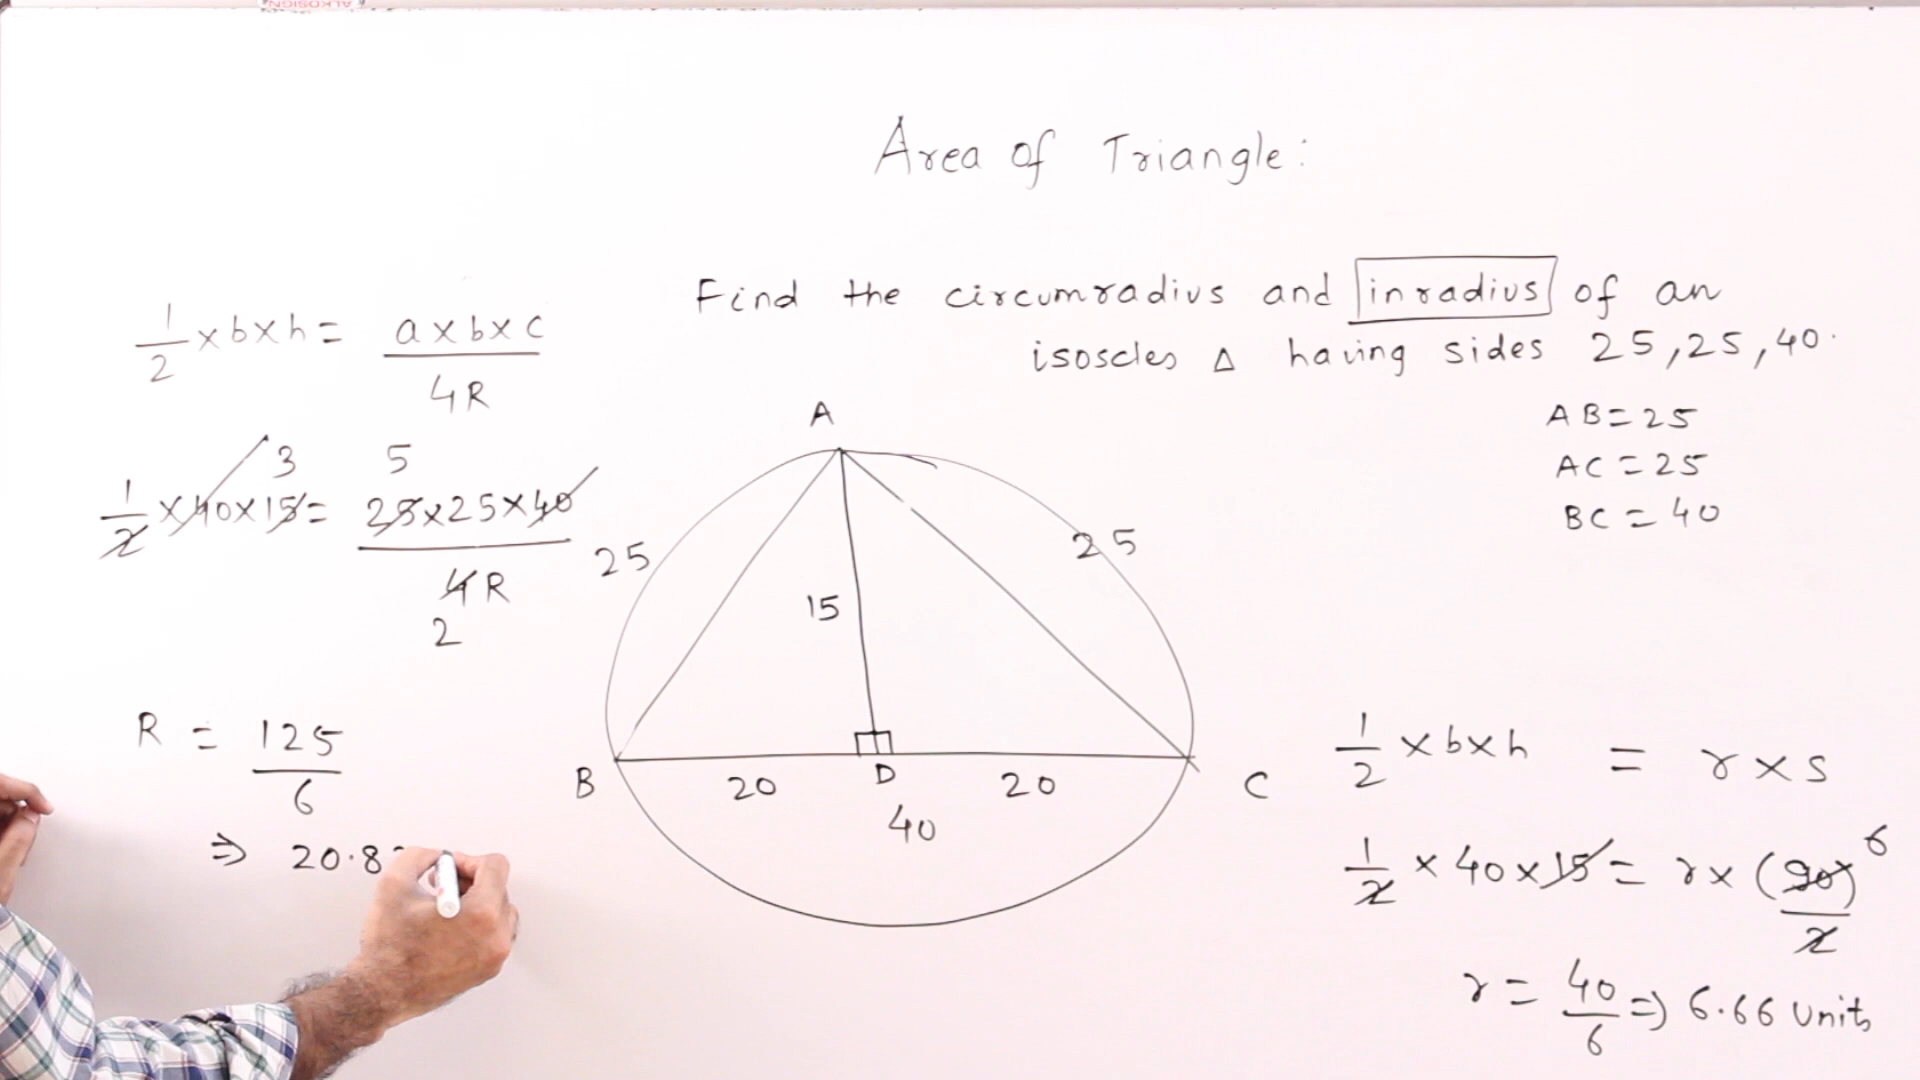 Area of Triangle:
Find the circumradius and inradius of an
isoscles Δ having sides 25, 25, 40.
AB = 25
AC = 25
BC = 40
1/2 x b x h = a x b x c / 4R
3 5
1/2 x 40 x 15 = 25 x 25 x 40 / 4R
2
R = 125/6
⇒ 20.8
A
25
25
15
B
D
C
20
20
40
1/2 x b x h = r x s
1/2 x 40 x 15 = r x (90)/2 6
r = 40/6 ⇒ 6.66 Units